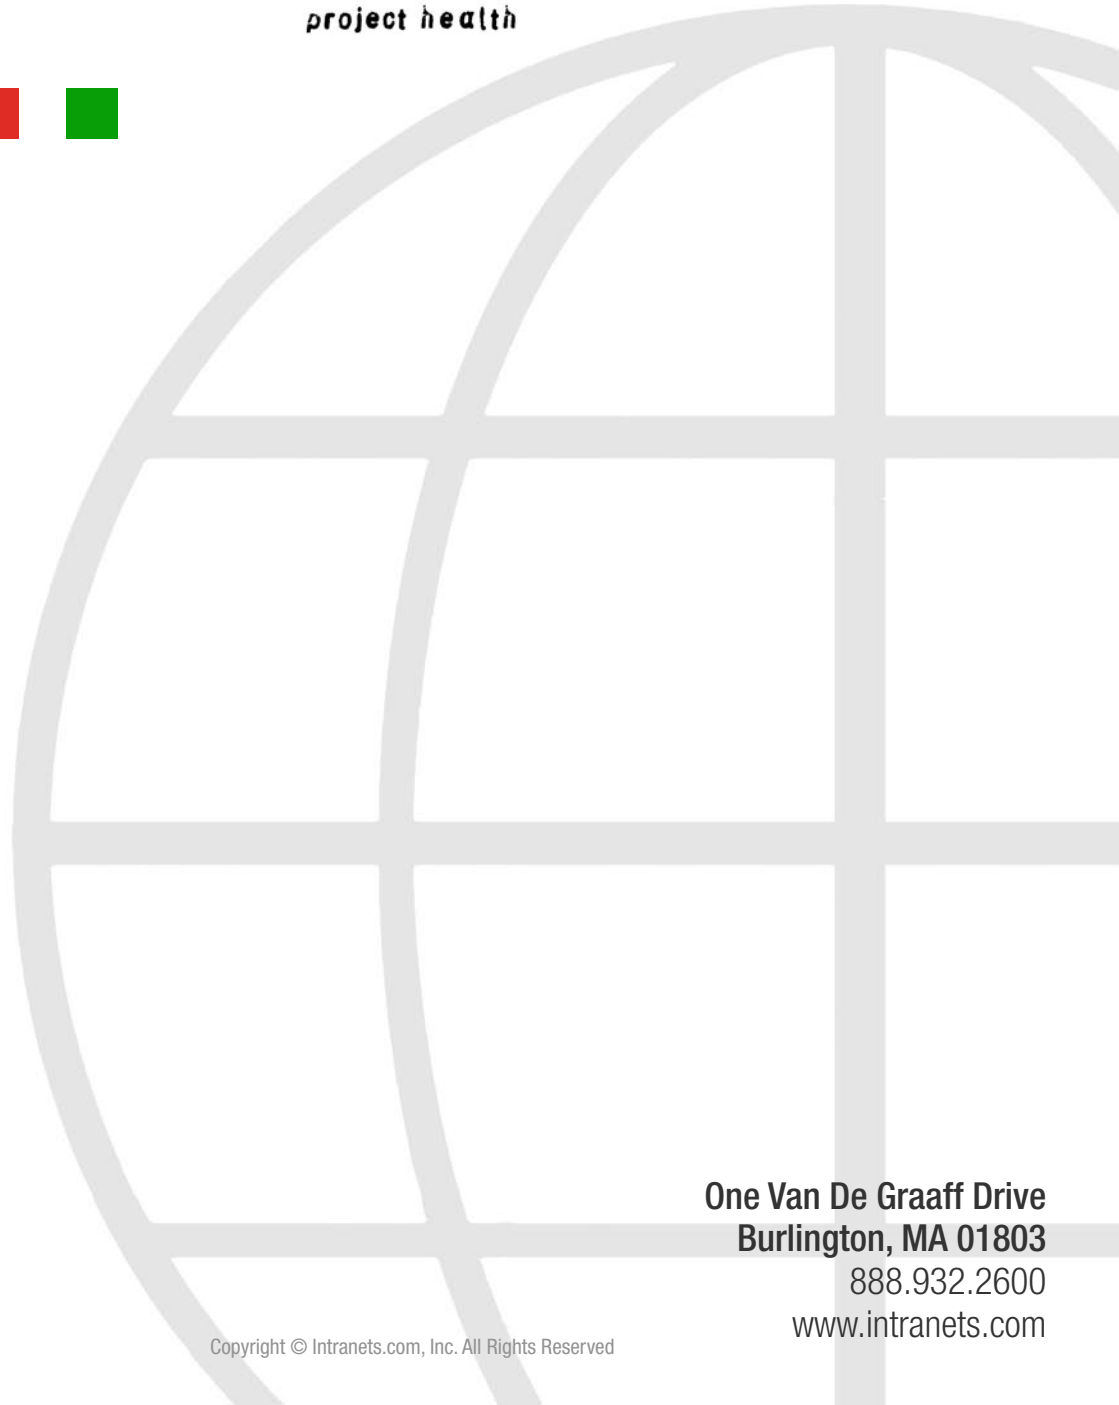 project health
One Van De Graaff Drive
Burlington, MA 01803
888.932.2600
www.intranets.com
Copyright © Intranets.com, Inc. All Rights Reserved